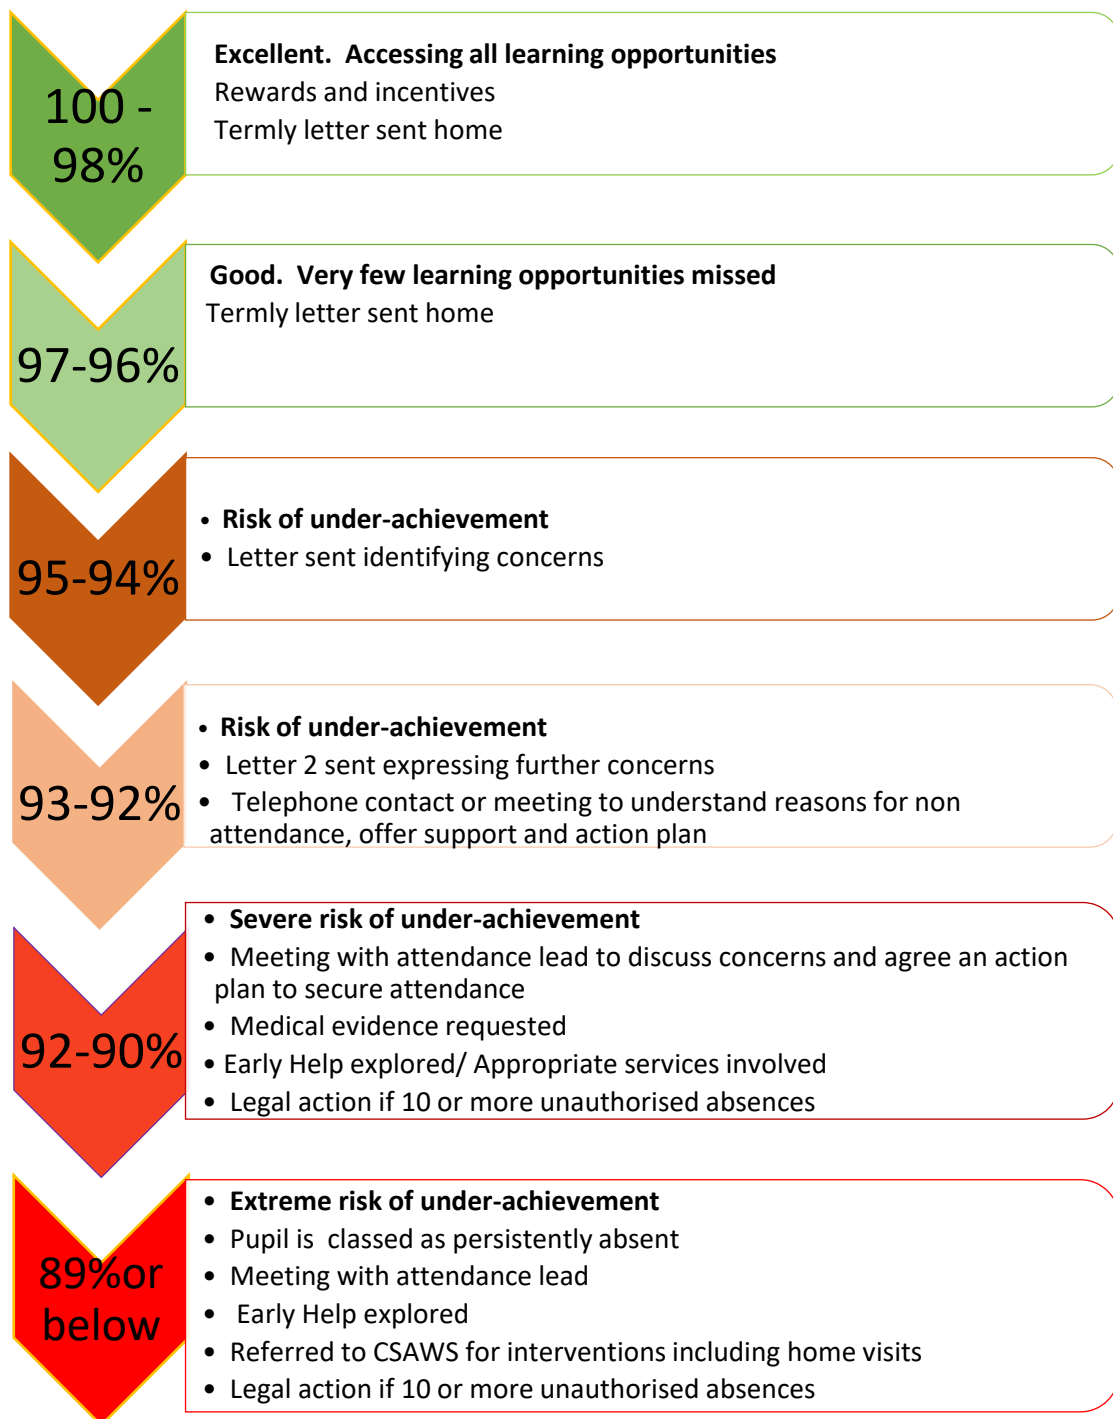 100 -
98%
Excellent.  Accessing all learning opportunities
Rewards and incentives
Termly letter sent home
97-96%
Good.  Very few learning opportunities missed
Termly letter sent home
95-94%
• Risk of under-achievement
• Letter sent identifying concerns
93-92%
• Risk of under-achievement
• Letter 2 sent expressing further concerns
• Telephone contact or meeting to understand reasons for non
attendance, offer support and action plan
92-90%
• Severe risk of under-achievement
• Meeting with attendance lead to discuss concerns and agree an action
plan to secure attendance
• Medical evidence requested
• Early Help explored/ Appropriate services involved
• Legal action if 10 or more unauthorised absences
89%or
below
• Extreme risk of under-achievement
• Pupil is  classed as persistently absent
• Meeting with attendance lead
• Early Help explored
• Referred to CSAWS for interventions including home visits
• Legal action if 10 or more unauthorised absences